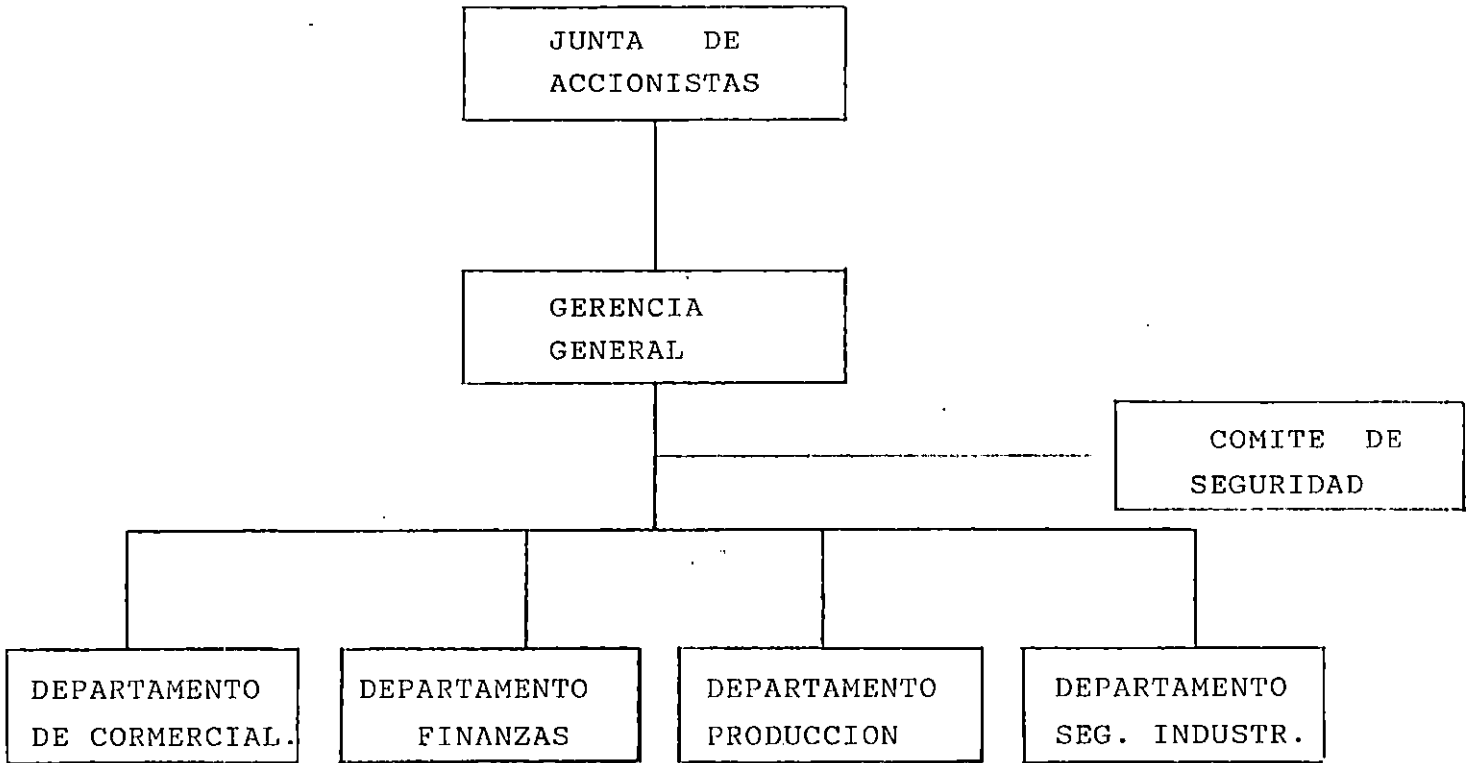 JUNTA DE
ACCIONISTAS
GERENCIA
GENERAL
COMITE DE
SEGURIDAD
DEPARTAMENTO
DE CORMERCIAL.
DEPARTAMENTO
FINANZAS
DEPARTAMENTO
PRODUCCION
DEPARTAMENTO
SEG. INDUSTR.